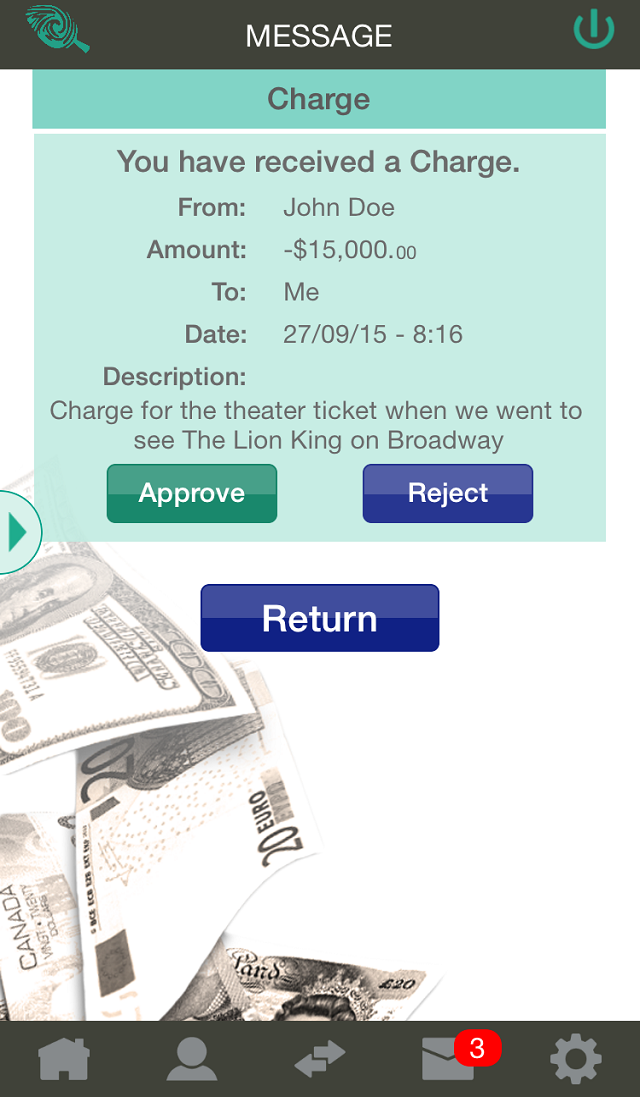 MESSAGE
Charge
You have received a Charge.
From: John Doe
Amount: -$15,000.00
To: Me
Date: 27/09/15 - 8:16
Description:
Charge for the theater ticket when we went to
see The Lion King on Broadway
Approve Reject
Return
20
20 EURO
CANADA
VINGT • TWENTY
DOLLARS
£20
3